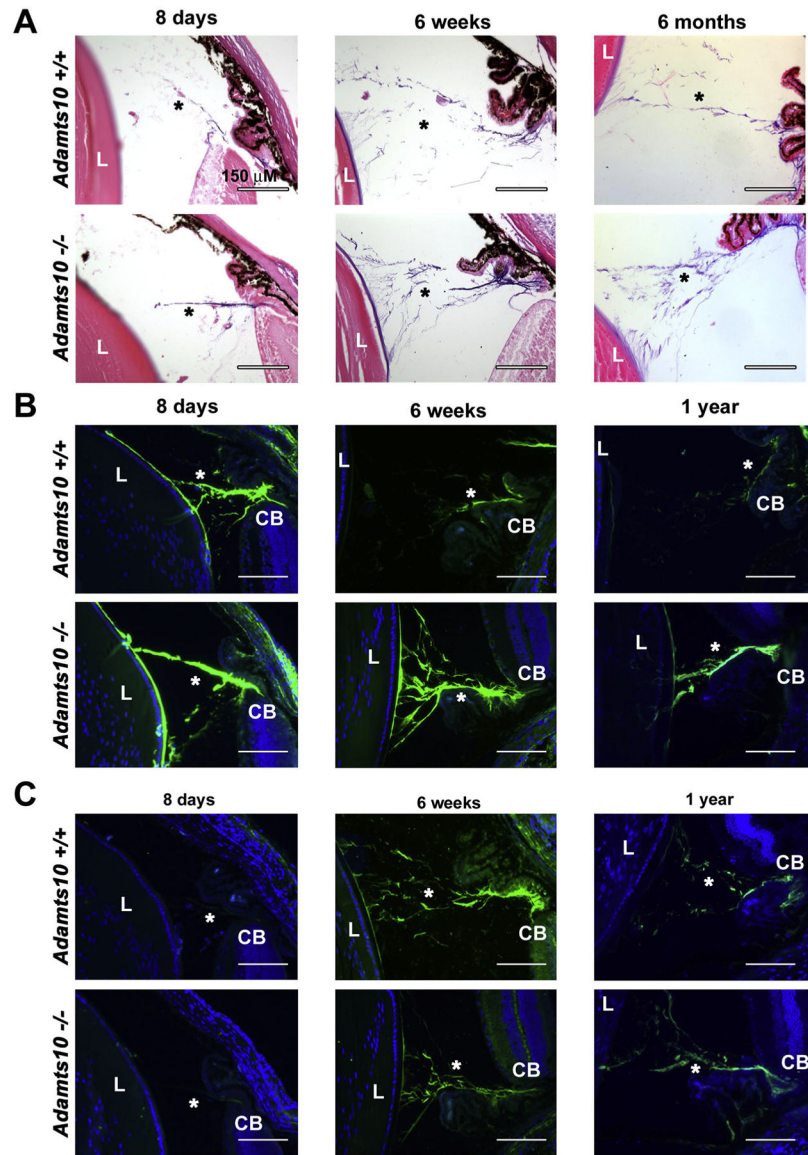 A
8 days
6 weeks
6 months
Adamts10 +/+
L
*
150 µM
L
*
L
*
Adamts10 -/-
L
*
L
*
L
*
B
8 days
6 weeks
1 year
Adamts10 +/+
L
*
CB
L
*
CB
L
*
CB
Adamts10 -/-
L
*
CB
L
*
CB
L
*
CB
C
8 days
6 weeks
1 year
Adamts10 +/+
L
*
CB
L
*
CB
L
*
CB
Adamts10 -/-
L
*
CB
L
*
CB
L
*
CB